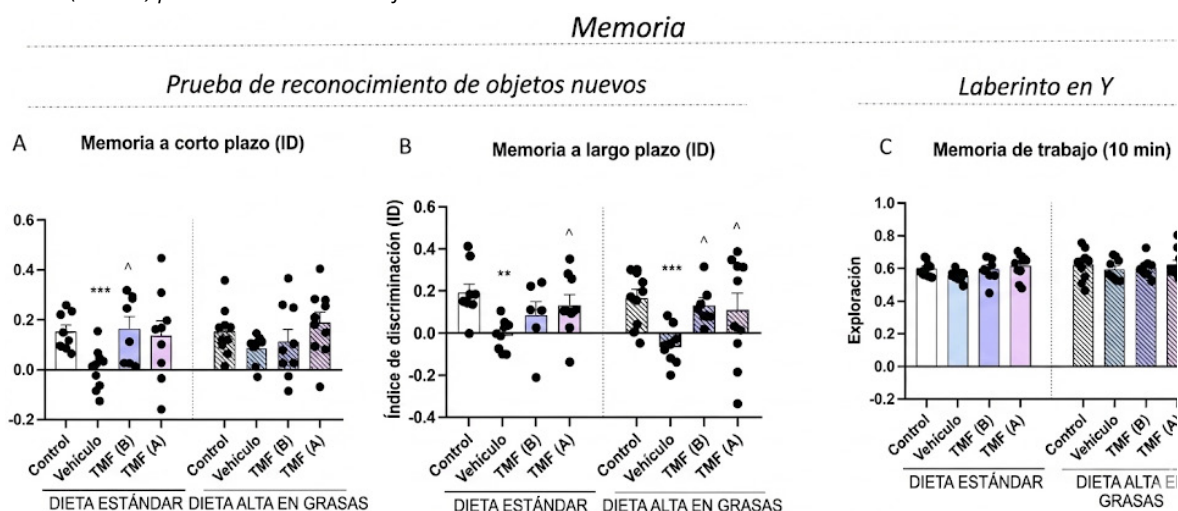 Memoria
Prueba de reconocimiento de objetos nuevos
Laberinto en Y
A
Memoria a corto plazo (ID)
0.6
0.4
0.2
0.0
-0.2
***
^
Control
Vehículo
TMF (B)
TMF (A)
Control
Vehículo
TMF (B)
TMF (A)
DIETA ESTÁNDAR
DIETA ALTA EN GRASAS
B
Memoria a largo plazo (ID)
Índice de discriminación (ID)
0.6
0.4
0.2
0.0
-0.2
-0.4
**
^
***
^
^
Control
Vehículo
TMF (B)
TMF (A)
Control
Vehículo
TMF (B)
TMF (A)
DIETA ESTÁNDAR
DIETA ALTA EN GRASAS
C
Memoria de trabajo (10 min)
Exploración
1.0
0.8
0.6
0.4
0.2
0.0
-0.2
Control
Vehículo
TMF (B)
TMF (A)
Control
Vehículo
TMF (B)
TMF (A)
DIETA ESTÁNDAR
DIETA ALTA E
GRASAS